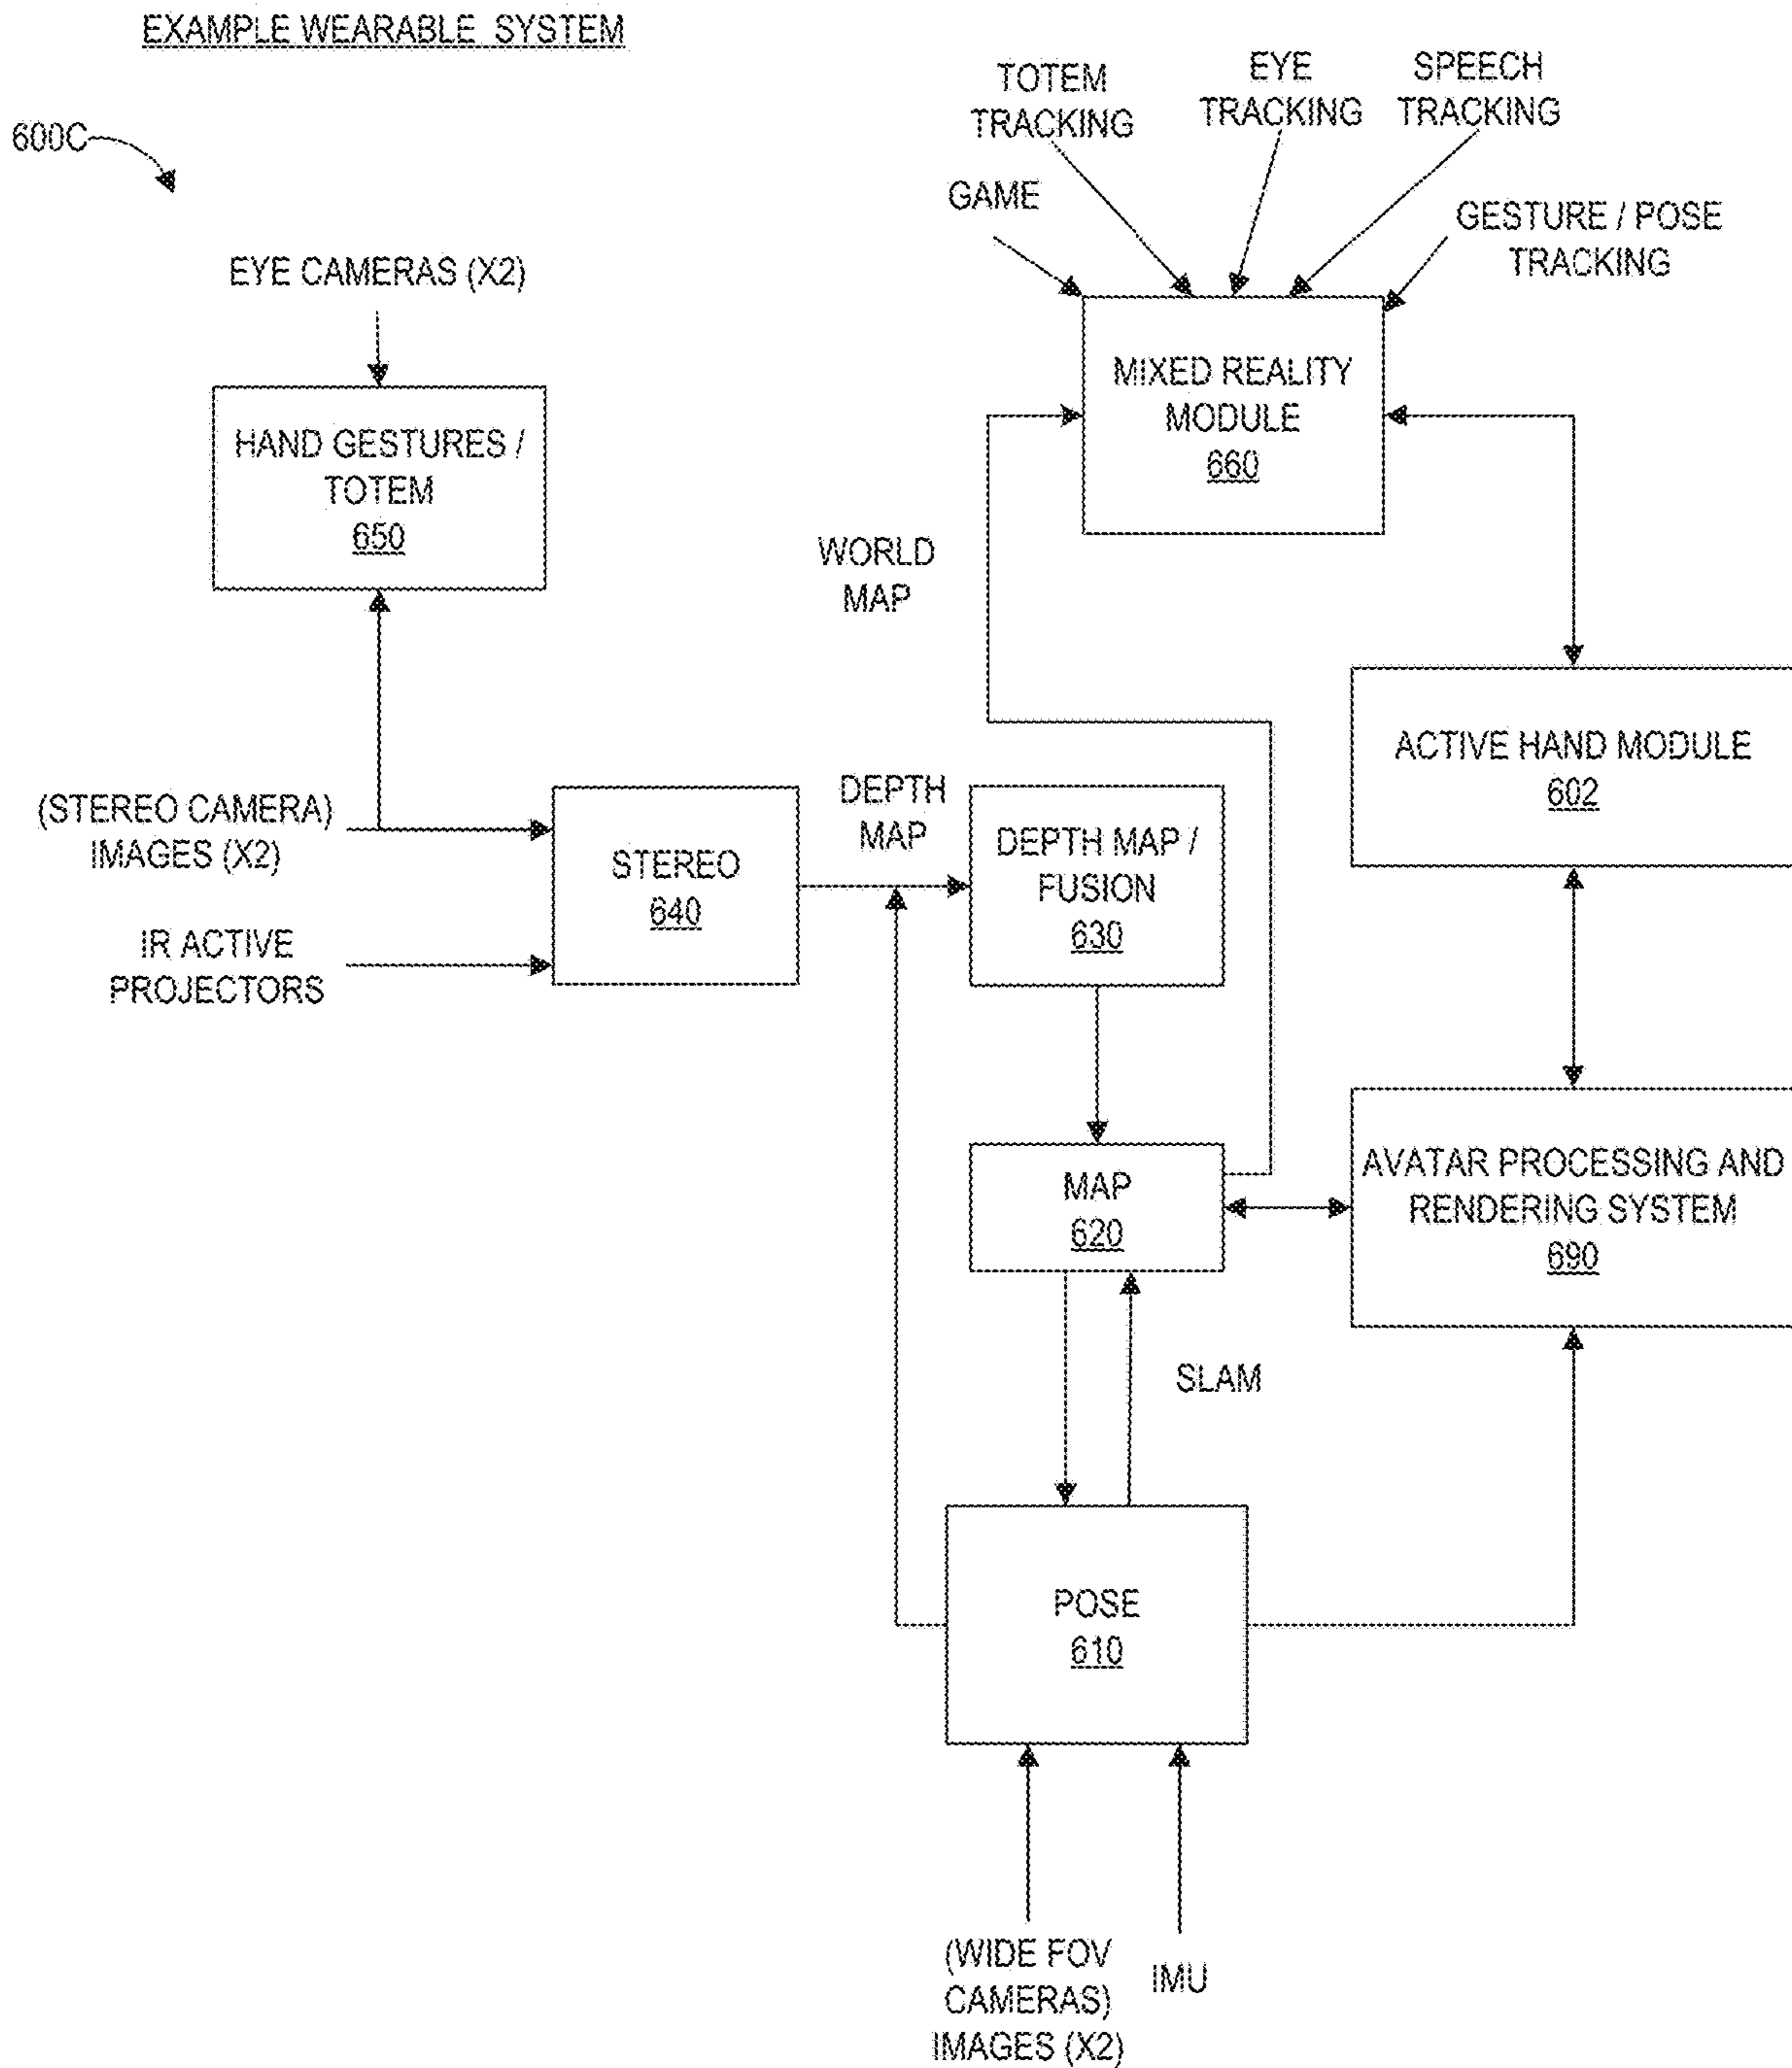 EXAMPLE WEARABLE SYSTEM
600C
TOTEM
TRACKING
EYE
TRACKING
SPEECH
TRACKING
GAME
GESTURE / POSE
TRACKING
EYE CAMERAS (X2)
HAND GESTURES /
TOTEM
650
MIXED REALITY
MODULE
660
WORLD
MAP
ACTIVE HAND MODULE
602
(STEREO CAMERA)
IMAGES (X2)
IR ACTIVE
PROJECTORS
STEREO
640
DEPTH
MAP
DEPTH MAP /
FUSION
630
MAP
620
AVATAR PROCESSING AND
RENDERING SYSTEM
690
SLAM
POSE
610
(WIDE FOV
CAMERAS)
IMAGES (X2)
IMU